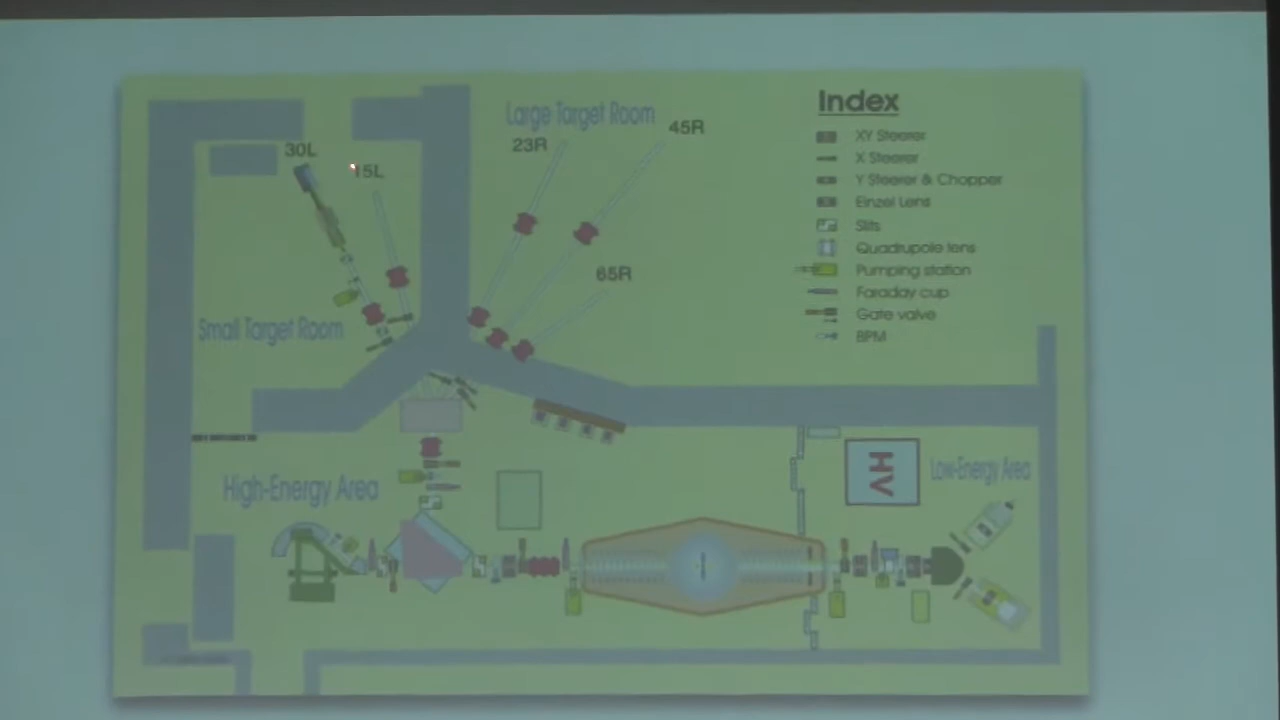 Large Target Room
23R
45R
30L
15L
65R
Small Target Room
Index
XY Steerer
X Steerer
Y Steerer & Chopper
Einzel Lens
Slits
Quadrupole lens
Pumping station
Faraday cup
Gate valve
BPM
High-Energy Area
HV
Low-Energy Area